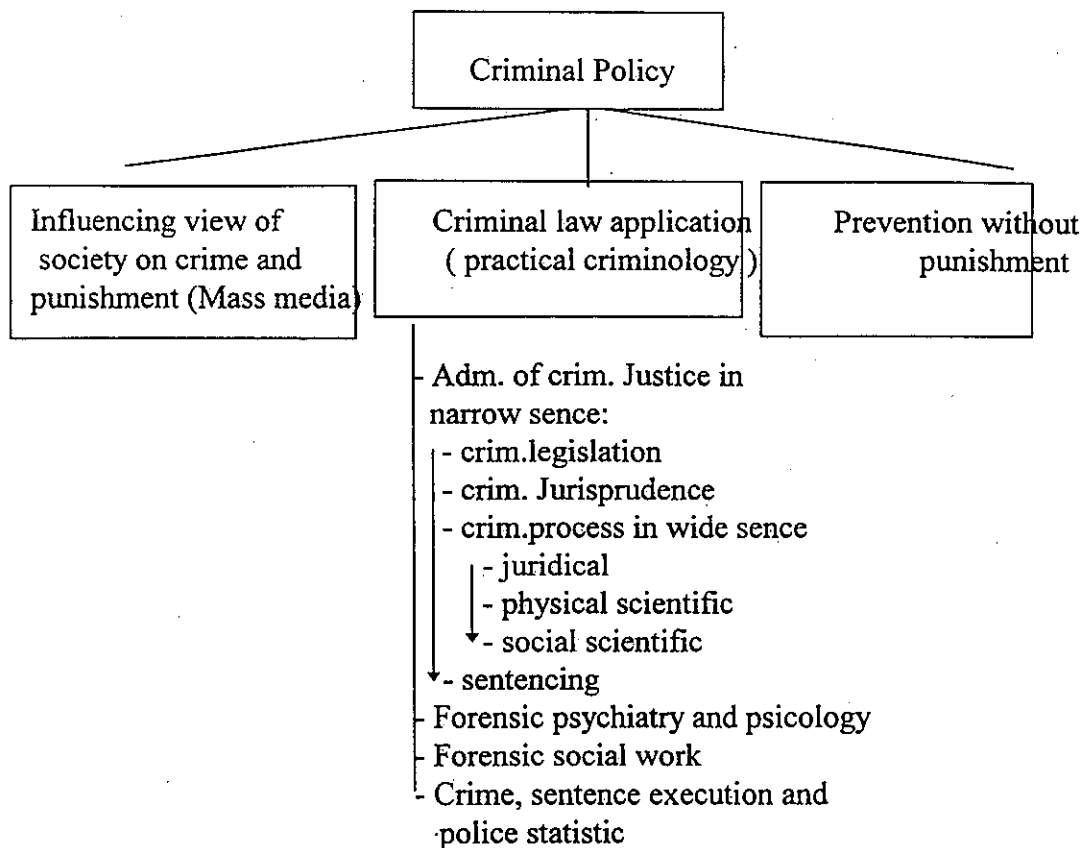 Criminal Policy
Influencing view of
society on crime and
punishment (Mass media)
Criminal law application
( practical criminology )
Prevention without
punishment
- Adm. of crim. Justice in
narrow sence:
- crim.legislation
- crim. Jurisprudence
- crim.process in wide sence
- juridical
- physical scientific
- social scientific
- sentencing
- Forensic psychiatry and psicology
- Forensic social work
- Crime, sentence execution and
police statistic